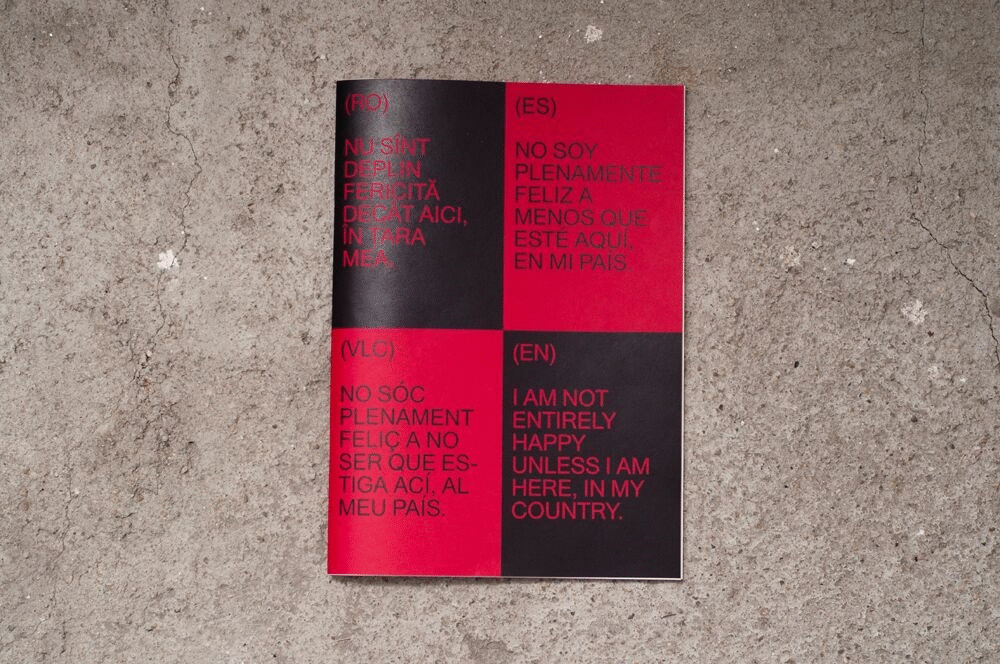 (RO)
NU SÎNT
DEPLIN
FERICITĂ
DECÂT AICI,
ÎN TARA
MEA.
(ES)
NO SOY
PLENAMENTE
FELIZ A
MENOS QUE
ESTÉ AQUÍ,
EN MI PAÍS.
(VLC)
NO SÓC
PLENAMENT
FELIÇ A NO
SER QUE ES-
TIGA ACÍ, AL
MEU PAÍS.
(EN)
I AM NOT
ENTIRELY
HAPPY
UNLESS I AM
HERE, IN MY
COUNTRY.